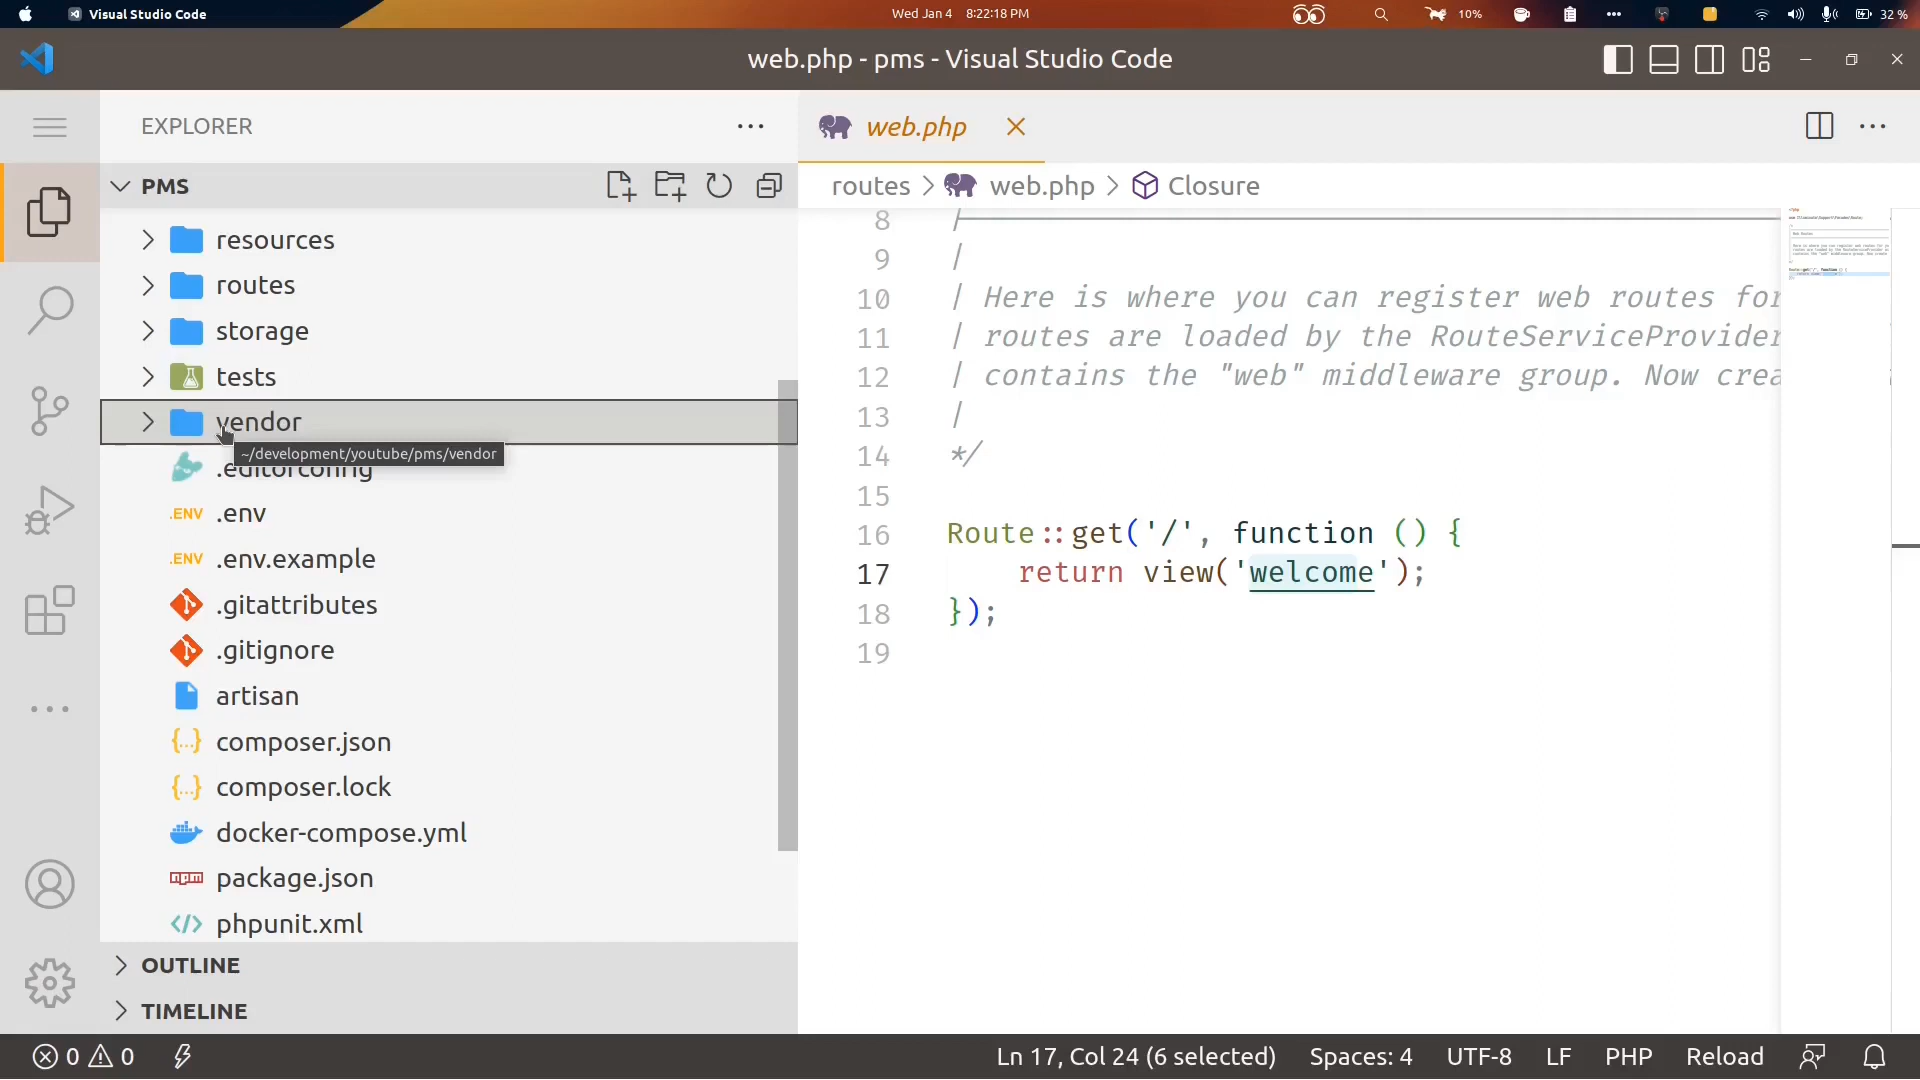 Visual Studio Code
Wed Jan 4 8:22:18 PM
10%
32 %
web.php - pms - Visual Studio Code
EXPLORER
PMS
resources
routes
storage
tests
vendor
~/development/youtube/pms/vendor
.editorconfig
.ENV .env
.ENV .env.example
.gitattributes
.gitignore
artisan
{...} composer.json
{...} composer.lock
docker-compose.yml
package.json
phpunit.xml
OUTLINE
TIMELINE
web.php
routes > web.php > Closure
8 /
9 |
10 | Here is where you can register web routes for
11 | routes are loaded by the RouteServiceProvider
12 | contains the "web" middleware group. Now crea
13 |
14 */
15
16 Route::get('/', function () {
17 return view('welcome');
18 });
19
0 0
Ln 17, Col 24 (6 selected) Spaces: 4 UTF-8 LF PHP Reload